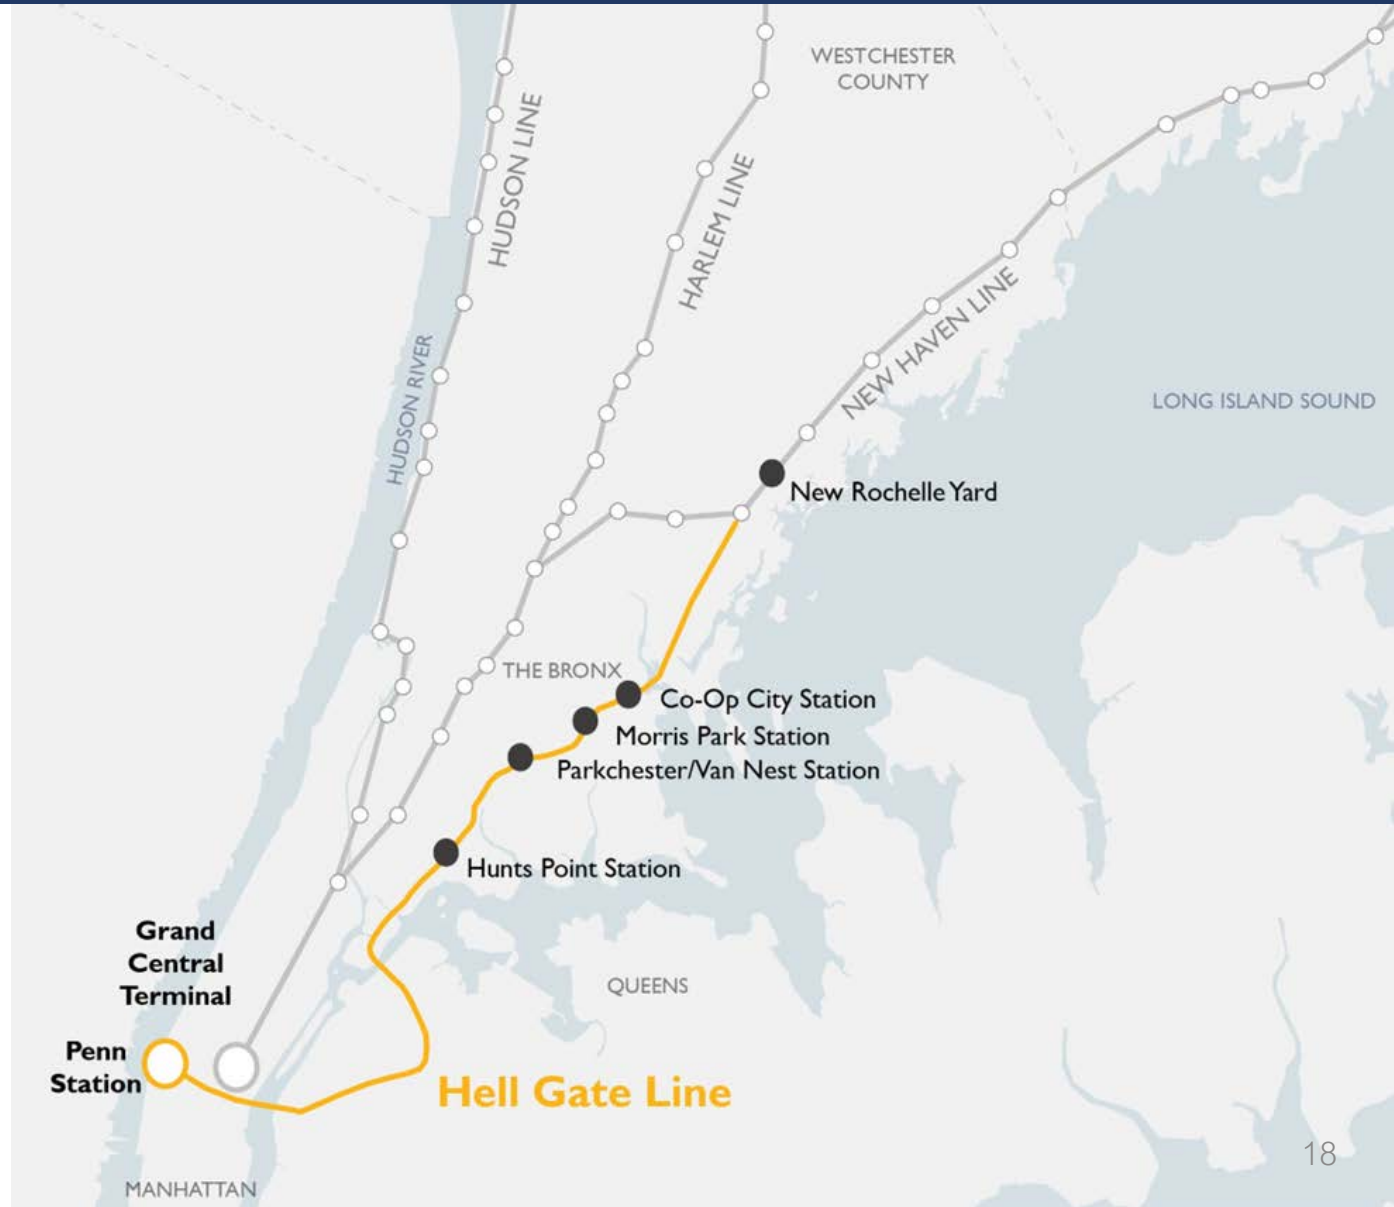 WESTCHESTER
COUNTY
HUDSON LINE
HARLEM LINE
NEW HAVEN LINE
HUDSON RIVER
LONG ISLAND SOUND
New Rochelle Yard
THE BRONX
Co-Op City Station
Morris Park Station
Parkchester/Van Nest Station
Hunts Point Station
Grand
Central
Terminal
QUEENS
Penn
Station
Hell Gate Line
18
MANHATTAN